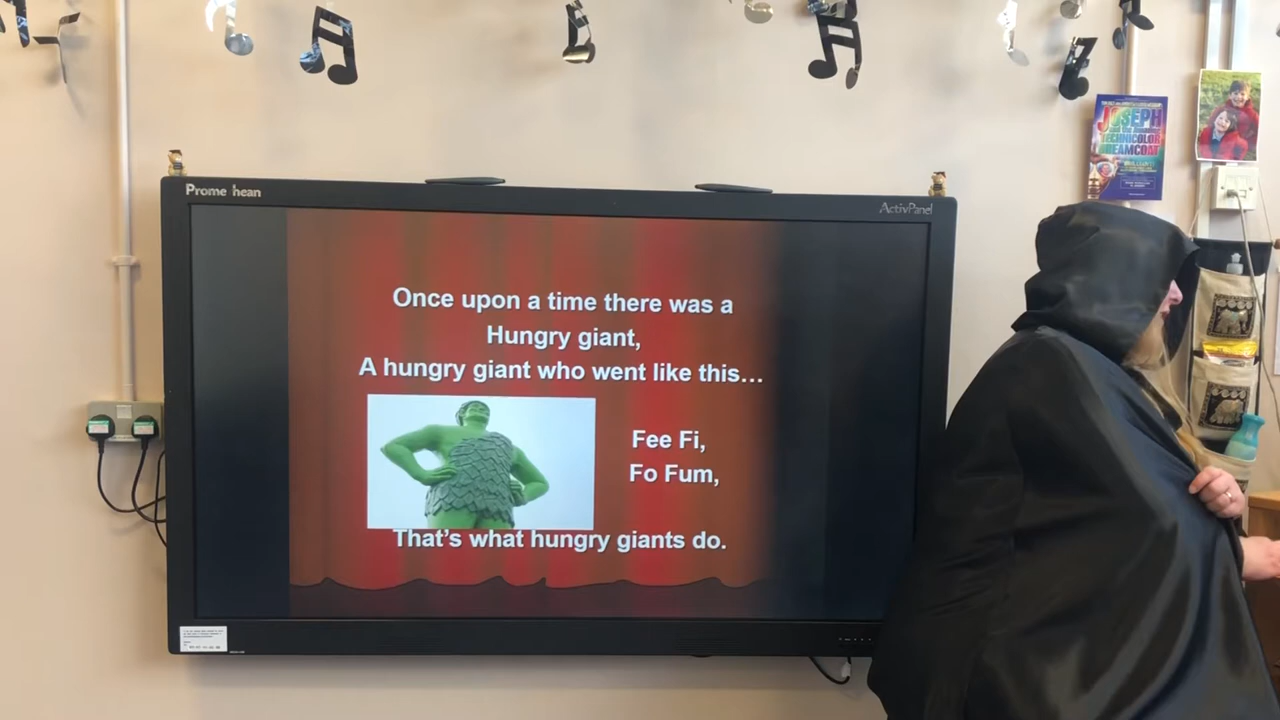 JOSEPH
TECHNICOLOR
DREAMCOAT
Prome hean
ActivPanel
Once upon a time there was a
Hungry giant,
A hungry giant who went like this…
Fee Fi,
Fo Fum,
That's what hungry giants do.